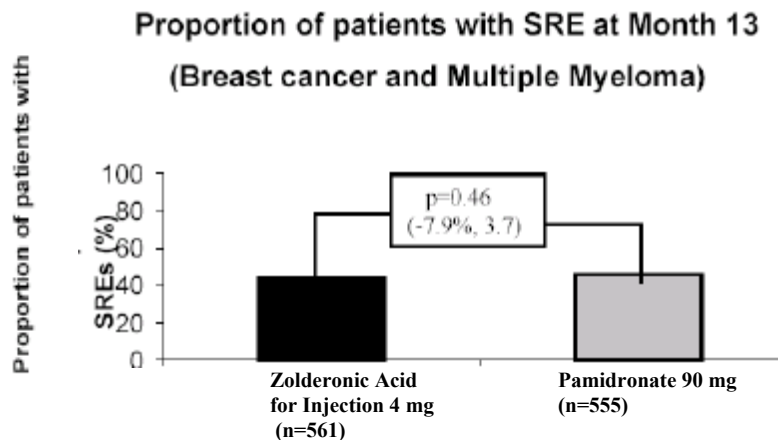 Proportion of patients with SRE at Month 13
(Breast cancer and Multiple Myeloma)
Proportion of patients with
SREs (%)
100
80
60
40
20
0
p=0.46
(-7.9%, 3.7)
Zolderonic Acid
for Injection 4 mg
(n=561)
Pamidronate 90 mg
(n=555)